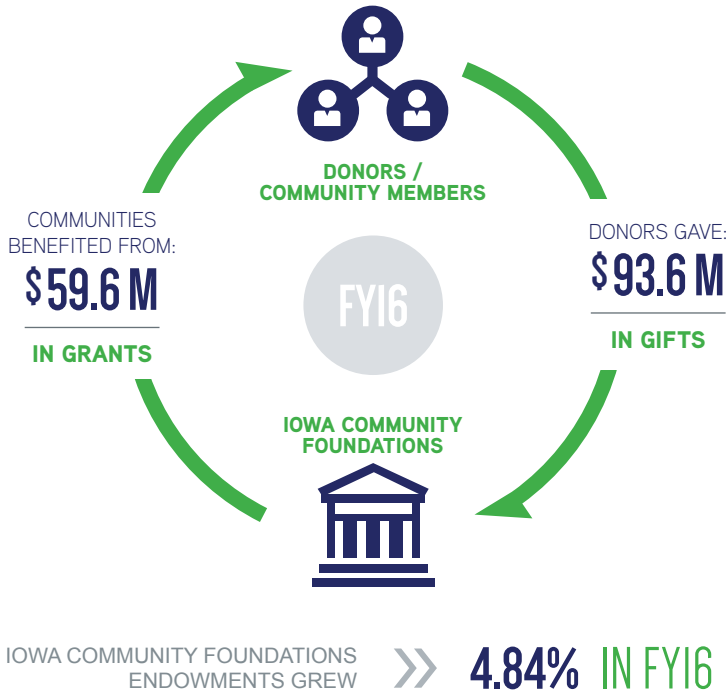 DONORS /
COMMUNITY MEMBERS
COMMUNITIES
BENEFITED FROM:
$59.6 M
IN GRANTS
DONORS GAVE:
$93.6 M
IN GIFTS
FY16
IOWA COMMUNITY
FOUNDATIONS
IOWA COMMUNITY FOUNDATIONS
ENDOWMENTS GREW
4.84% IN FY16